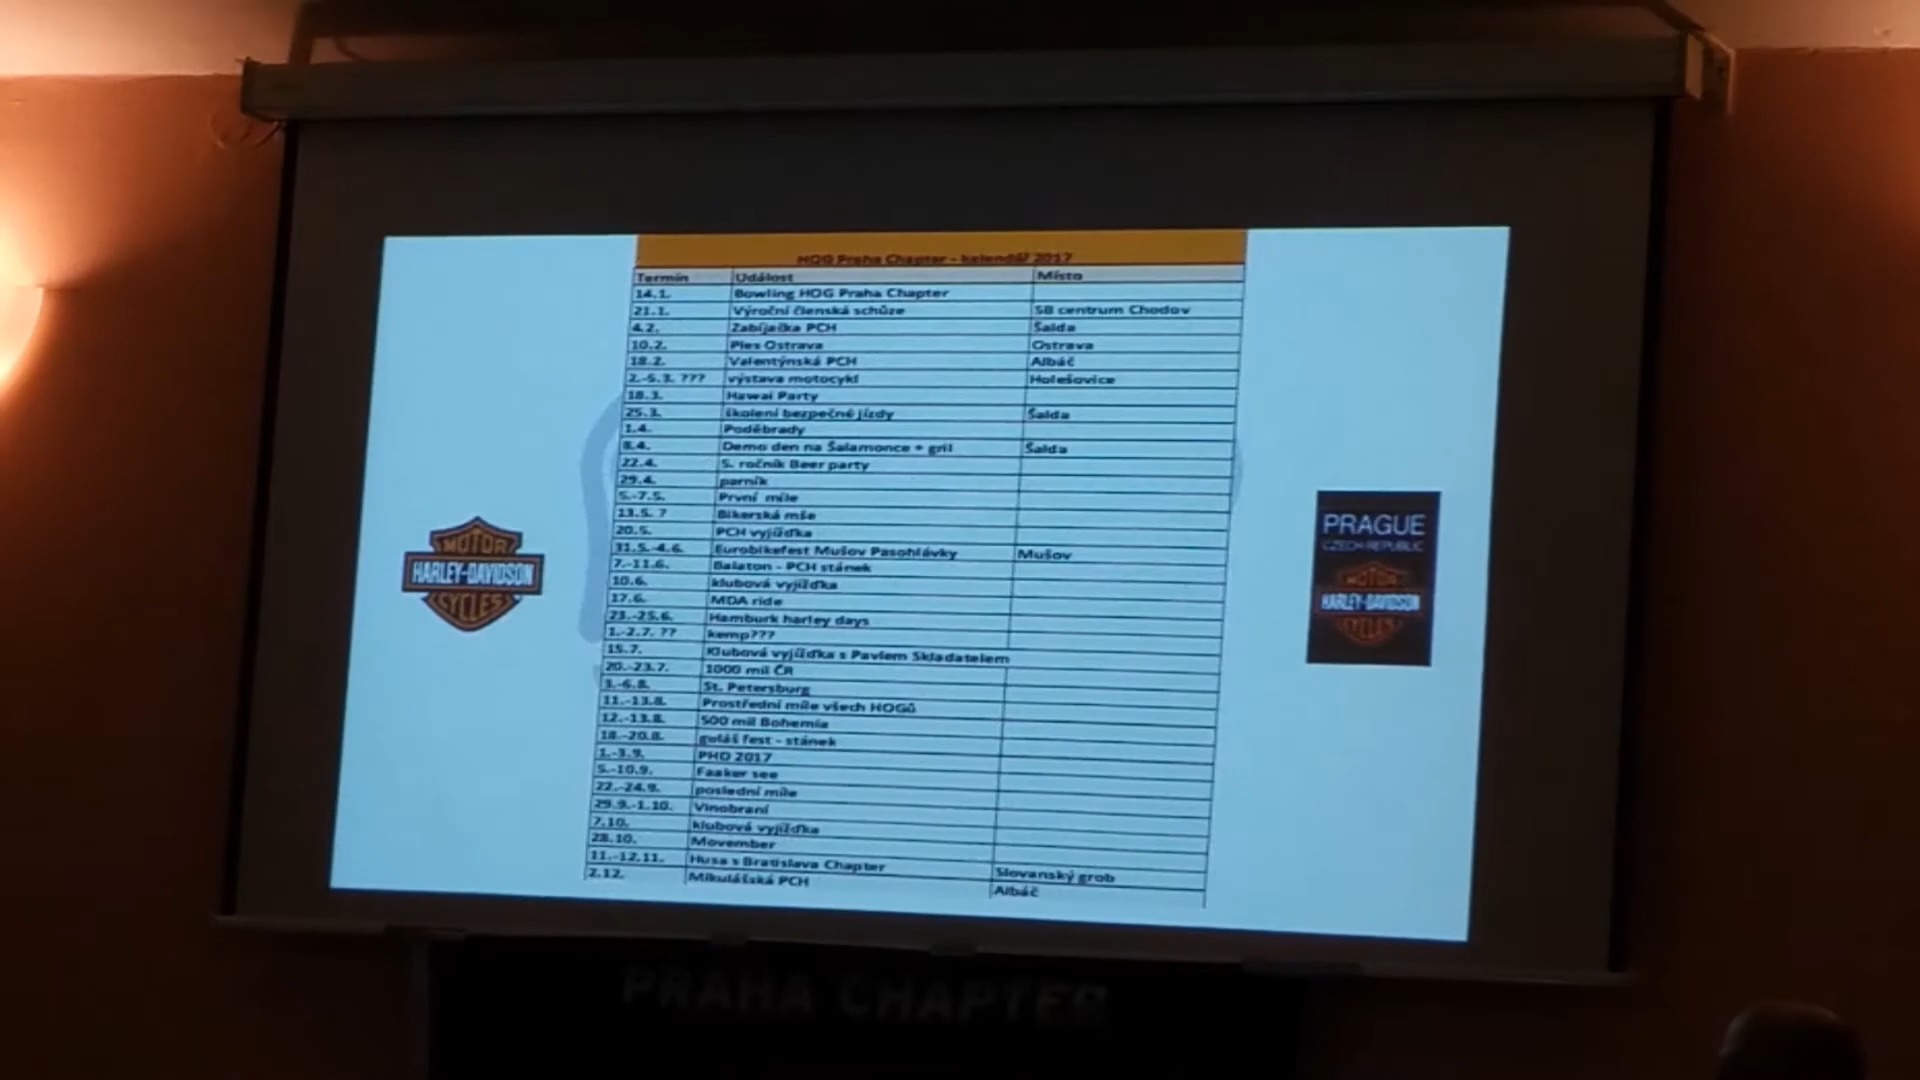 HOG Praha Chapter - kalendář 2017
Termín Událost Místo
14.1. Bowling HOG Praha Chapter
21.1. Výroční členská schůze SB centrum Chodov
4.2. Zabíjačka PCH Šalda
10.2. Ples Ostrava Ostrava
18.2. Valentýnská PCH Albáč
2.-5.3. ??? výstava motocykl Holešovice
18.3. Hawai Party
25.3. školení bezpečné jízdy Šalda
1.4. Poděbrady
8.4. Demo den na Šalamonce + gril Šalda
22.4. 5. ročník Beer party
29.4. parník
5.-7.5. První míle
13.5. ? Bikerská mše
20.5. PCH vyjížďka
31.5.-4.6. Eurobikefest Mušov Pasohlávky Mušov
7.-11.6. Balaton - PCH stánek
10.6. klubová vyjížďka
17.6. MDA ride
23.-25.6. Hamburk harley days
1.-2.7. ?? kemp???
15.7. Klubová vyjížďka s Pavlem Skladatelem
20.-23.7. 1000 mil ČR
3.-6.8. St. Petersburg
11.-13.8. Prostřední míle všech HOGů
12.-13.8. 500 mil Bohemia
18.-20.8. guláš fest - stánek
1.-3.9. PHD 2017
5.-10.9. Faaker see
22.-24.9. poslední míle
29.9.-1.10. Vinobraní
7.10. klubová vyjížďka
28.10. Movember
11.-12.11. Husa s Bratislava Chapter Slovanský grob
2.12. Mikulášská PCH Albáč
MOTOR
HARLEY-DAVIDSON
CYCLES
PRAGUE
CZECH REPUBLIC
MOTOR
HARLEY-DAVIDSON
CYCLES
PRAHA CHAPTER